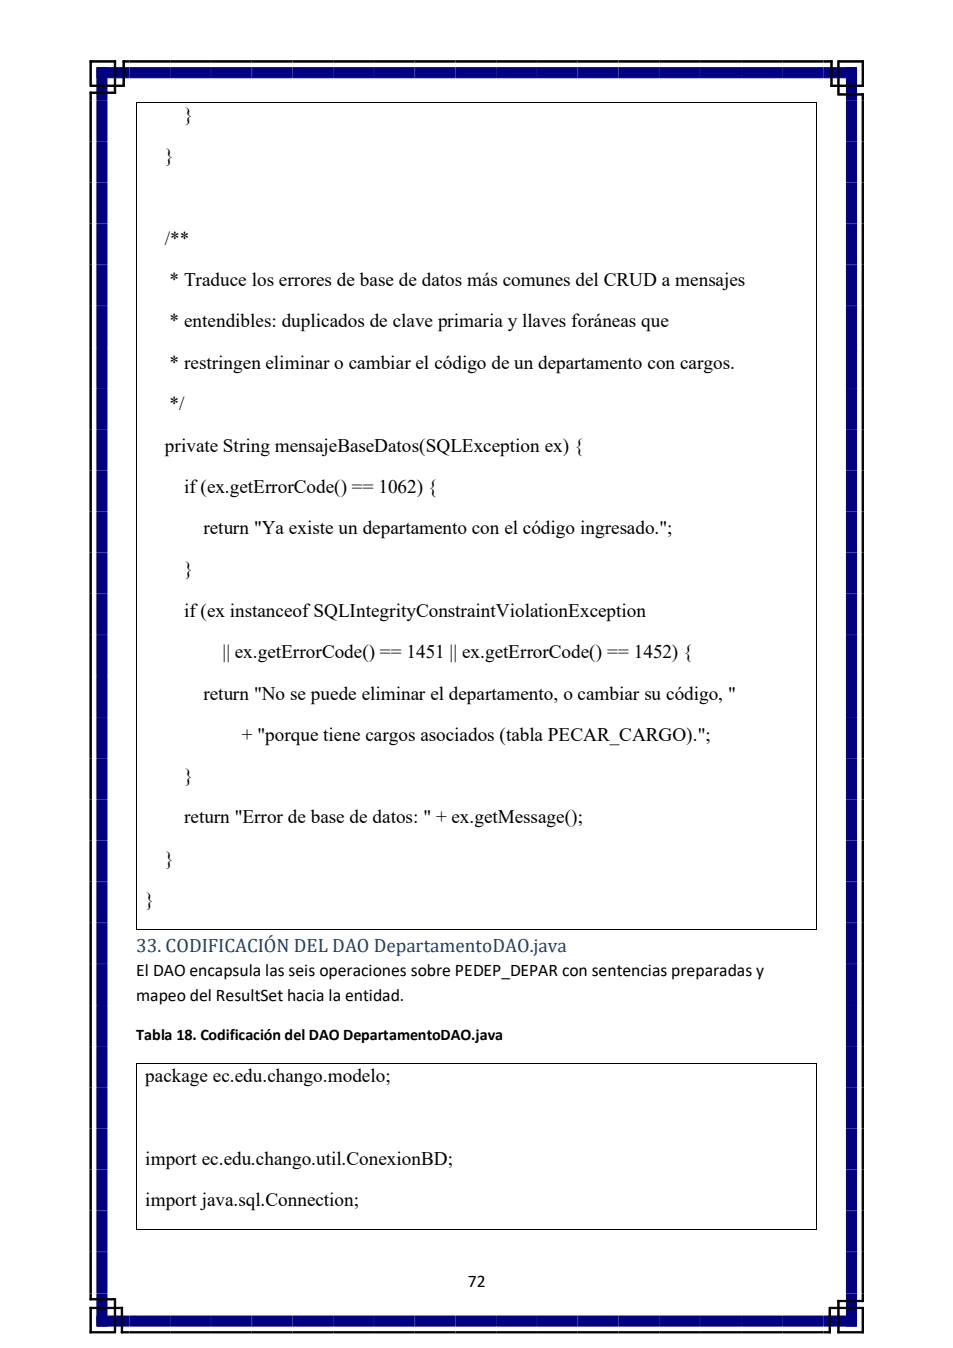 }
}
/**
* Traduce los errores de base de datos más comunes del CRUD a mensajes
* entendibles: duplicados de clave primaria y llaves foráneas que
* restringen eliminar o cambiar el código de un departamento con cargos.
*/
private String mensajeBaseDatos(SQLException ex) {
if (ex.getErrorCode() == 1062) {
return "Ya existe un departamento con el código ingresado.";
}
if (ex instanceof SQLIntegrityConstraintViolationException
|| ex.getErrorCode() == 1451 || ex.getErrorCode() == 1452) {
return "No se puede eliminar el departamento, o cambiar su código, "
+ "porque tiene cargos asociados (tabla PECAR_CARGO).";
}
return "Error de base de datos: " + ex.getMessage();
}
}
33. CODIFICACIÓN DEL DAO DepartamentoDAO.java
El DAO encapsula las seis operaciones sobre PEDEP_DEPAR con sentencias preparadas y
mapeo del ResultSet hacia la entidad.
Tabla 18. Codificación del DAO DepartamentoDAO.java
package ec.edu.chango.modelo;
import ec.edu.chango.util.ConexionBD;
import java.sql.Connection;
72